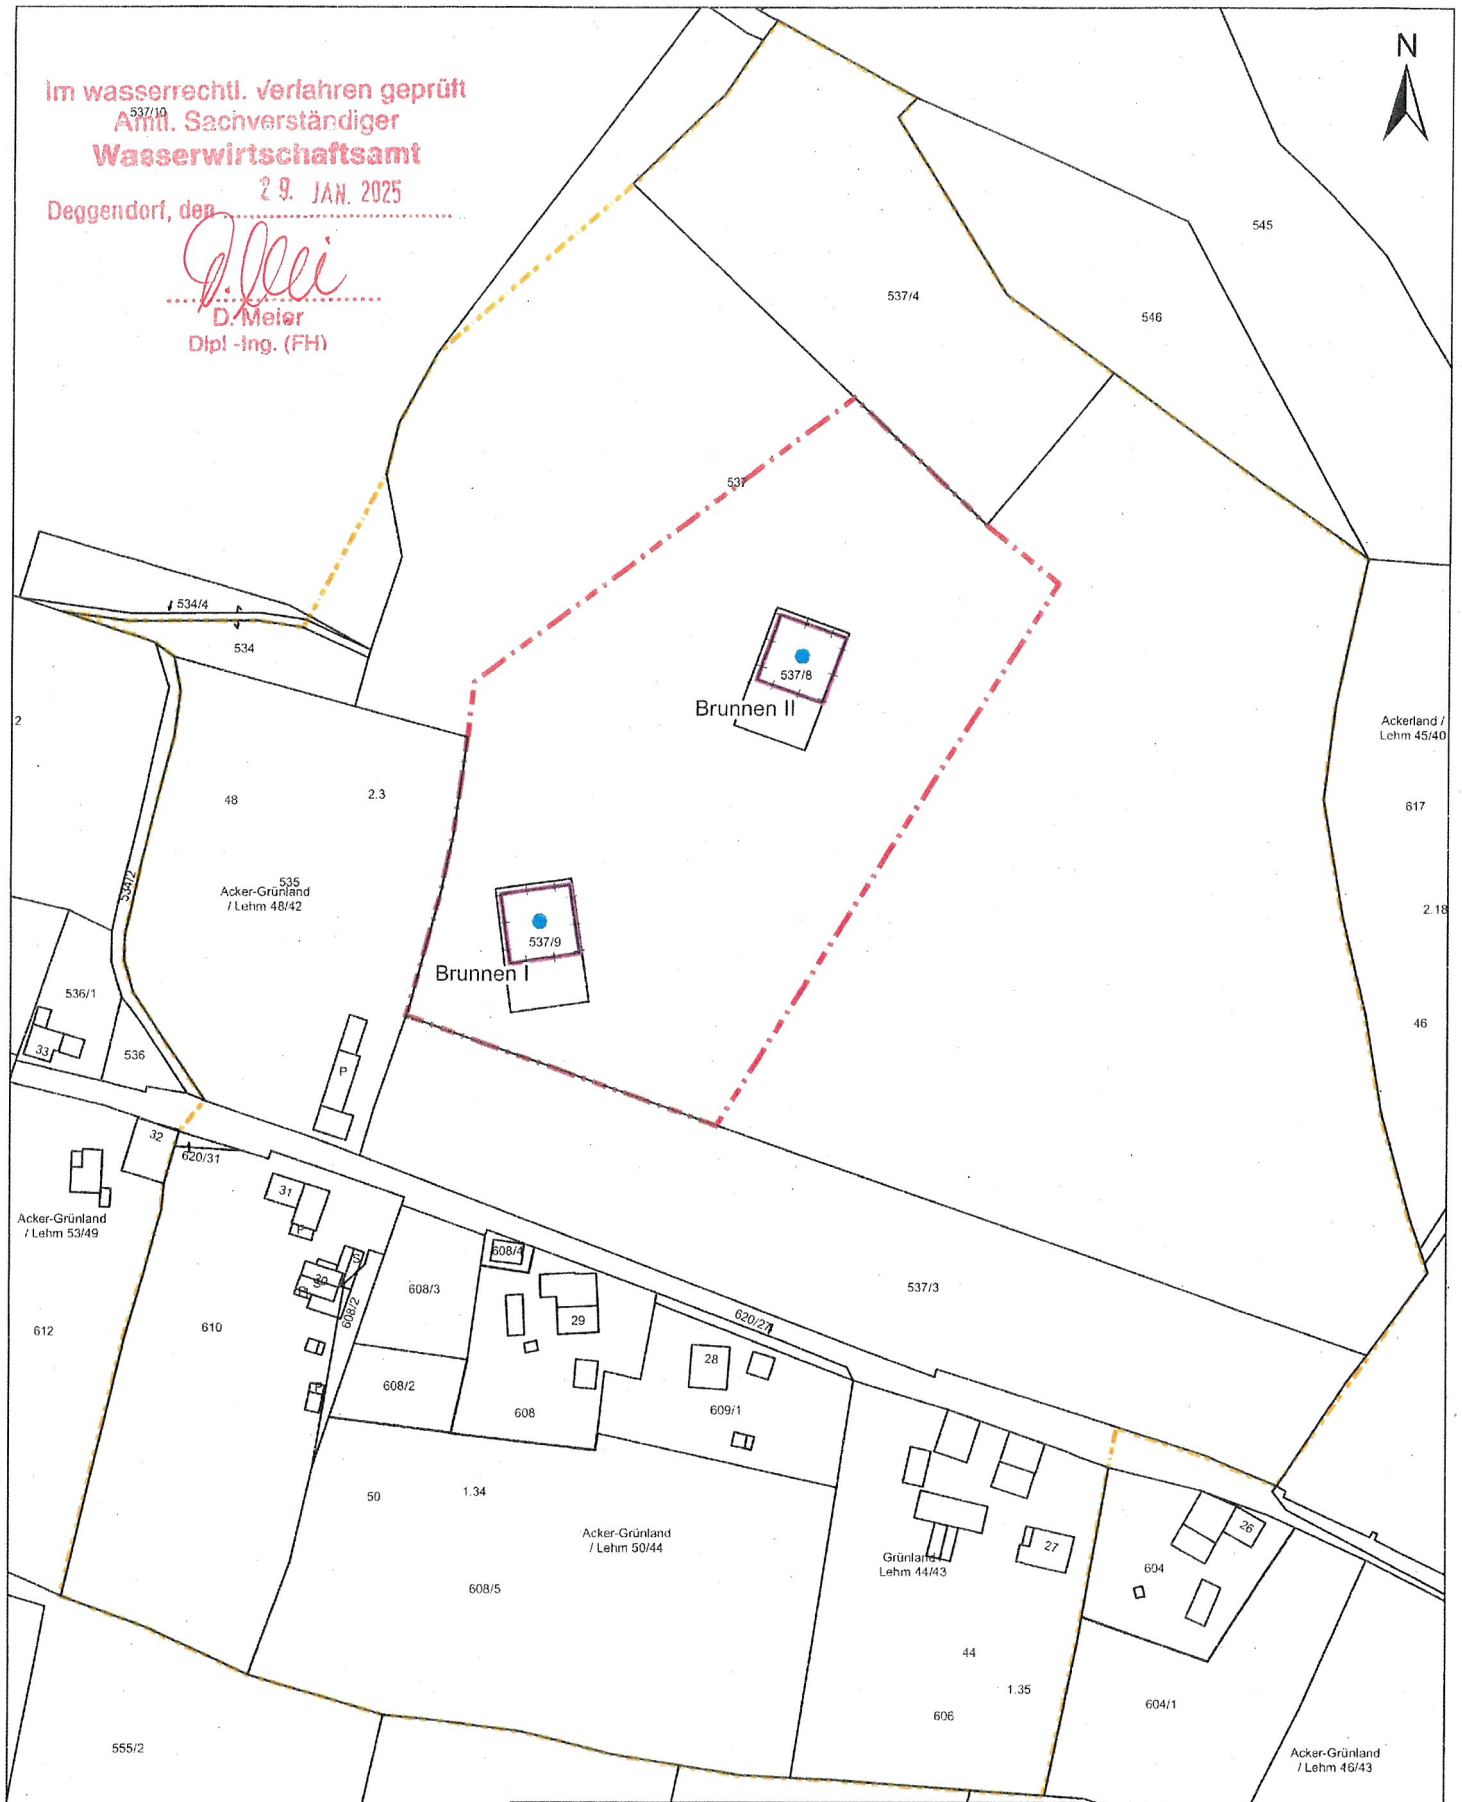 N
Im wasserrechtl. Verfahren geprüft
537/10
Amtl. Sachverständiger
Wasserwirtschaftsamt
29. JAN. 2025
Deggendorf, den
D. Meier
Dipl -Ing. (FH)
545
537/4
546
537
534/4
534
537/8
Brunnen II
2
Ackerland /
Lehm 45/40
48
2.3
617
534/2
535
Acker-Grünland
/ Lehm 48/42
2.18
537/9
Brunnen I
536/1
46
33
536
P
32
620/31
31
P
Acker-Grünland
/ Lehm 53/49
S
608/4
30
S
P
608/3
537/3
608/2
29
620/27
612
610
28
P
608/2
608
609/1
50
1.34
Acker-Grünland
/ Lehm 50/44
26
27
Grünland /
Lehm 44/43
604
608/5
44
1.35
604/1
606
555/2
Acker-Grünland
/ Lehm 46/43